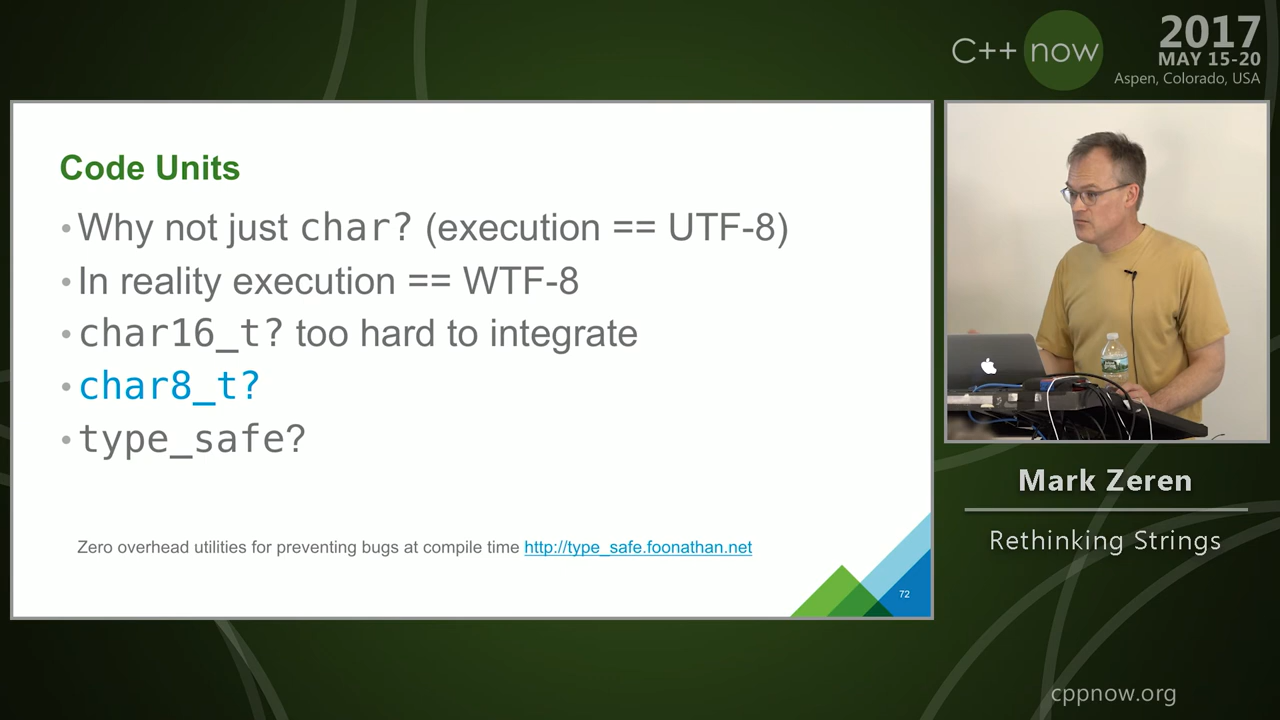 C++ now
2017
MAY 15-20
Aspen, Colorado, USA
Code Units
•Why not just char? (execution == UTF-8)
•In reality execution == WTF-8
•char16_t? too hard to integrate
•char8_t?
•type_safe?
Zero overhead utilities for preventing bugs at compile time http://type_safe.foonathan.net
72
Mark Zeren
Rethinking Strings
cppnow.org